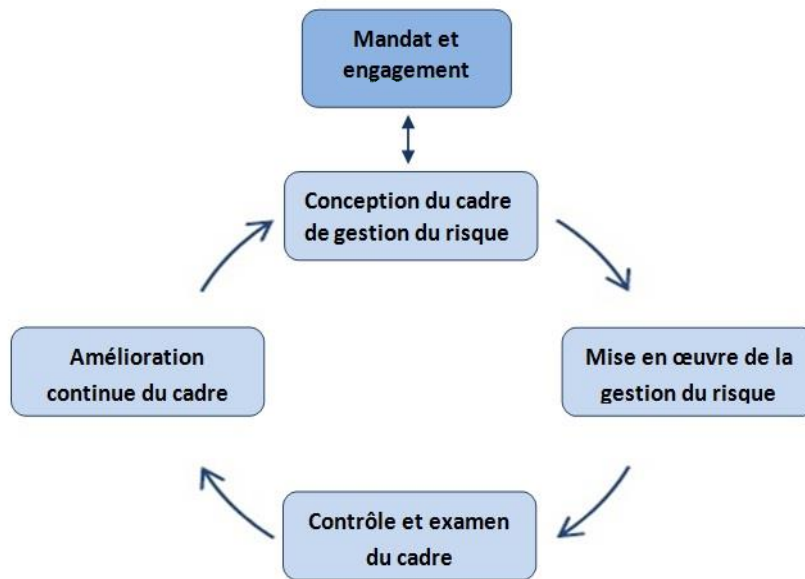 Mandat et
engagement
Conception du cadre
de gestion du risque
Amélioration
continue du cadre
Mise en œuvre de la
gestion du risque
Contrôle et examen
du cadre